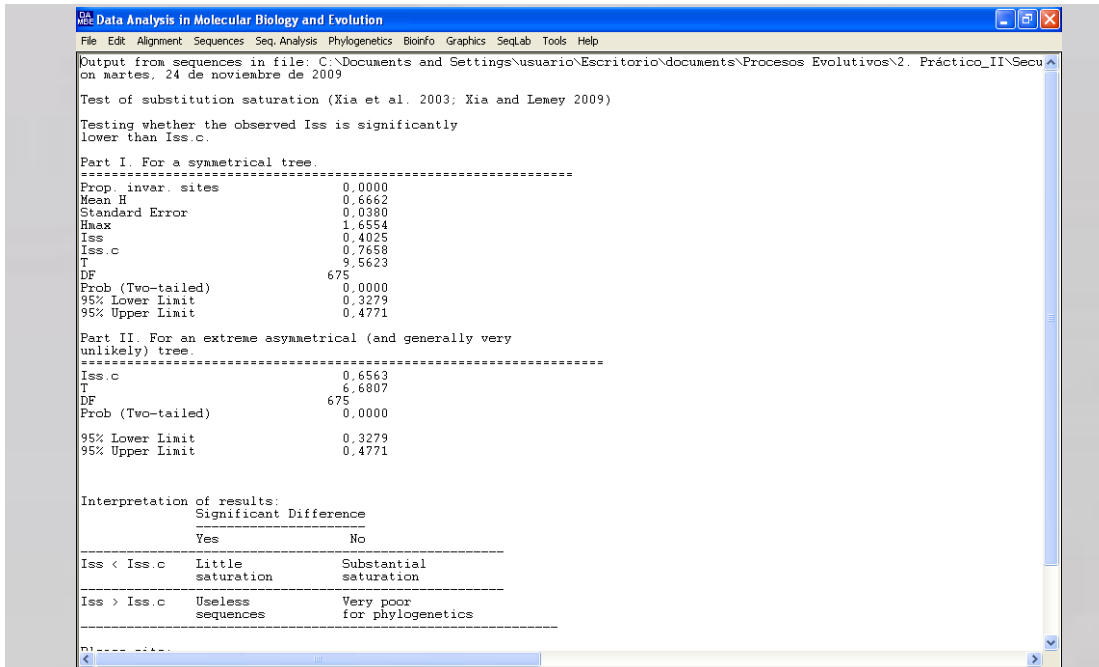 DA
MBE Data Analysis in Molecular Biology and Evolution
File Edit Alignment Sequences Seq. Analysis Phylogenetics Bioinfo Graphics SeqLab Tools Help
Output from sequences in file: C:\Documents and Settings\usuario\Escritorio\documents\Procesos Evolutivos\2. Práctico_II\Secu
on martes, 24 de noviembre de 2009
Test of substitution saturation (Xia et al. 2003; Xia and Lemey 2009)
Testing whether the observed Iss is significantly
lower than Iss.c.
Part I. For a symmetrical tree.
================================================================
Prop. invar. sites 0,0000
Mean H 0,6662
Standard Error 0,0380
Hmax 1,6554
Iss 0,4025
Iss.c 0,7658
T 9,5623
DF 675
Prob (Two-tailed) 0,0000
95% Lower Limit 0,3279
95% Upper Limit 0,4771
Part II. For an extreme asymmetrical (and generally very
unlikely) tree.
====================================================================
Iss.c 0,6563
T 6,6807
DF 675
Prob (Two-tailed) 0,0000
95% Lower Limit 0,3279
95% Upper Limit 0,4771
Interpretation of results:
Significant Difference
Yes No
Iss < Iss.c Little Substantial
saturation saturation
Iss > Iss.c Useless Very poor
sequences for phylogenetics